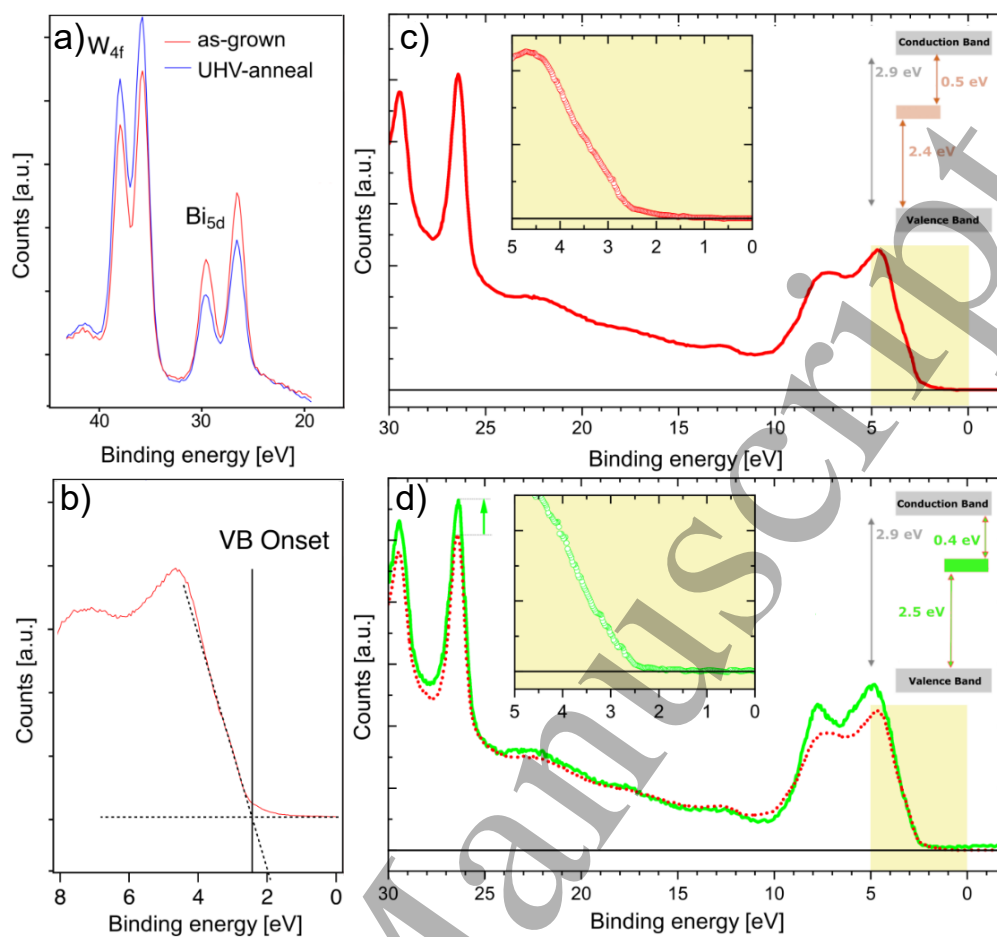 a)
W4f
as-grown
UHV-anneal
Bi5d
Counts [a.u.]
40
30
20
Binding energy [eV]
c)
5
4
3
2
1
0
Conduction Band
2.9 eV
0.5 eV
2.4 eV
Valence Band
Counts [a.u.]
30
25
20
15
10
5
0
Binding energy [eV]
b)
VB Onset
Counts [a.u.]
8
6
4
2
0
Binding energy [eV]
d)
5
4
3
2
1
0
Conduction Band
2.9 eV
0.4 eV
2.5 eV
Valence Band
Counts [a.u.]
30
25
20
15
10
5
0
Binding energy [eV]
Manuscript